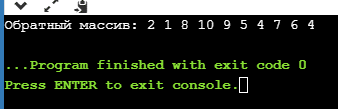 Обратный массив: 2 1 8 10 9 5 4 7 6 4
...Program finished with exit code 0
Press ENTER to exit console.